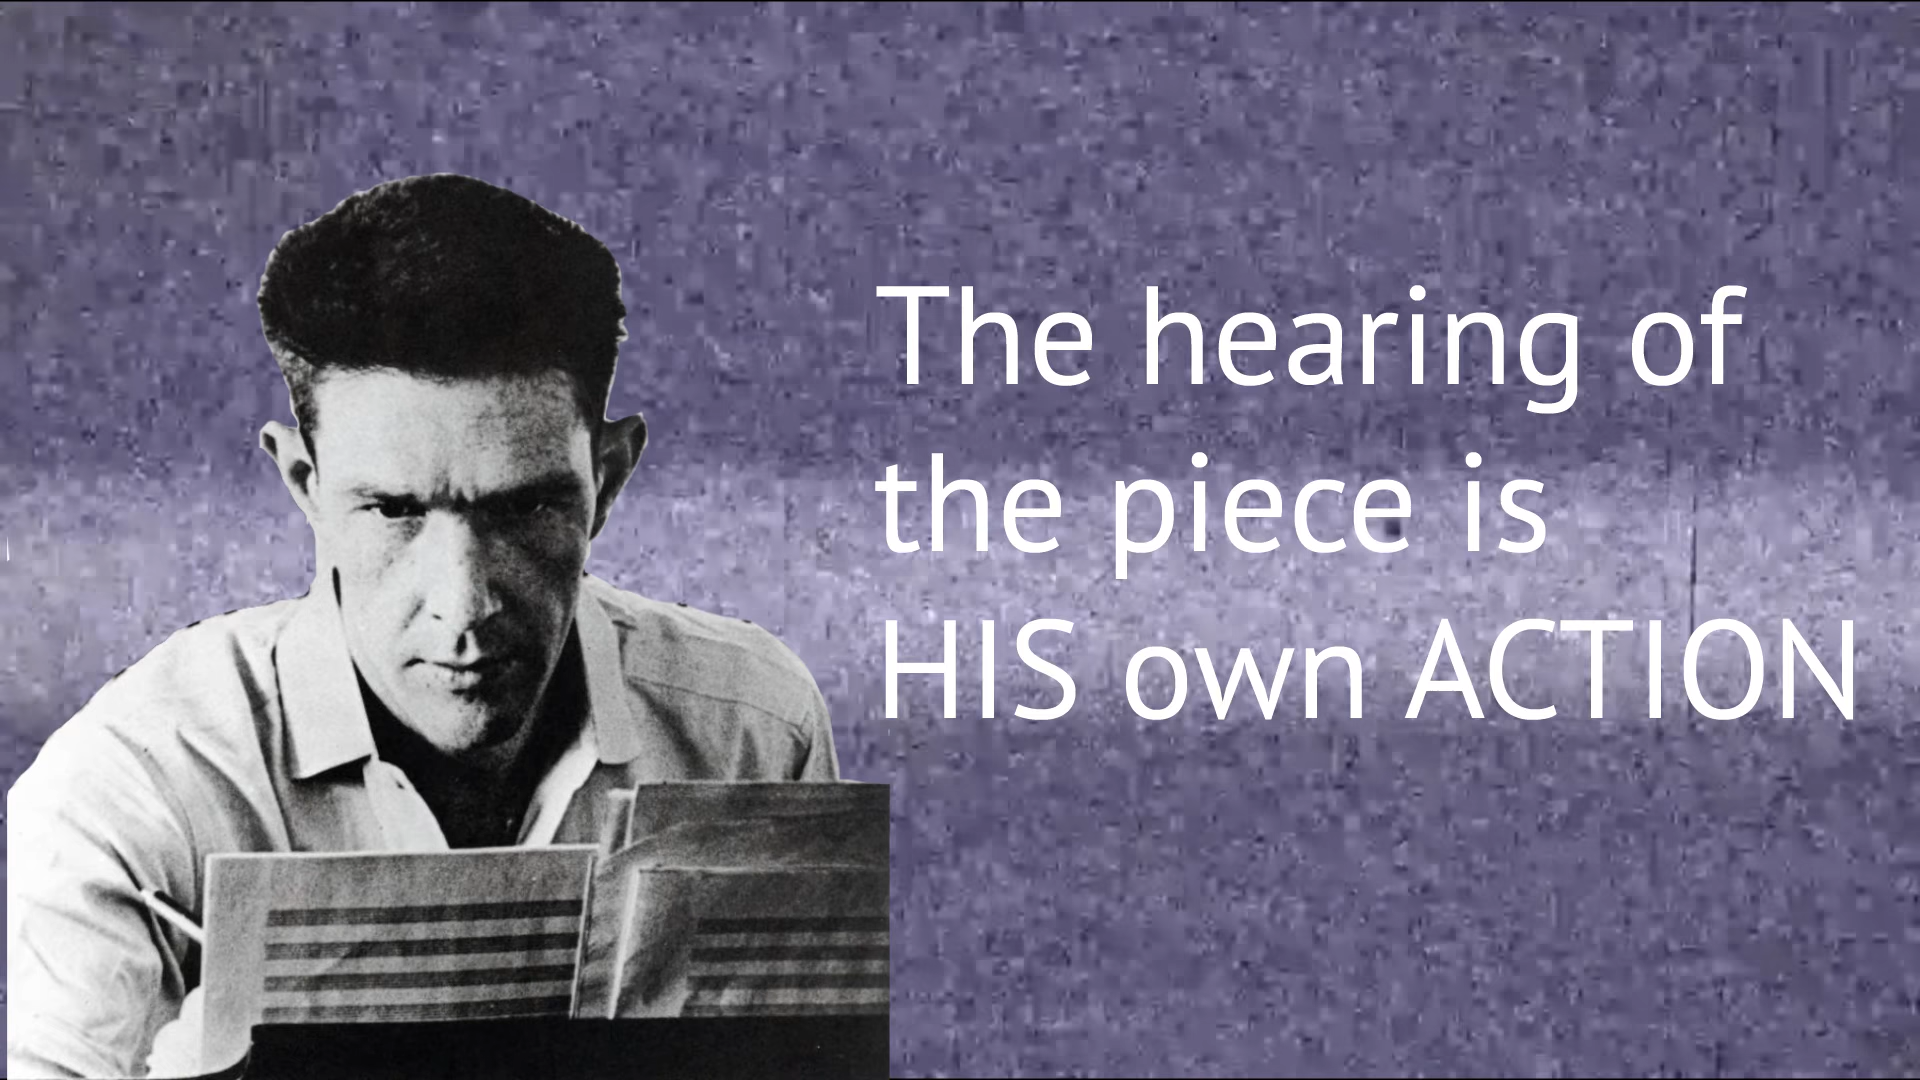 The hearing of
the piece is
HIS own ACTION